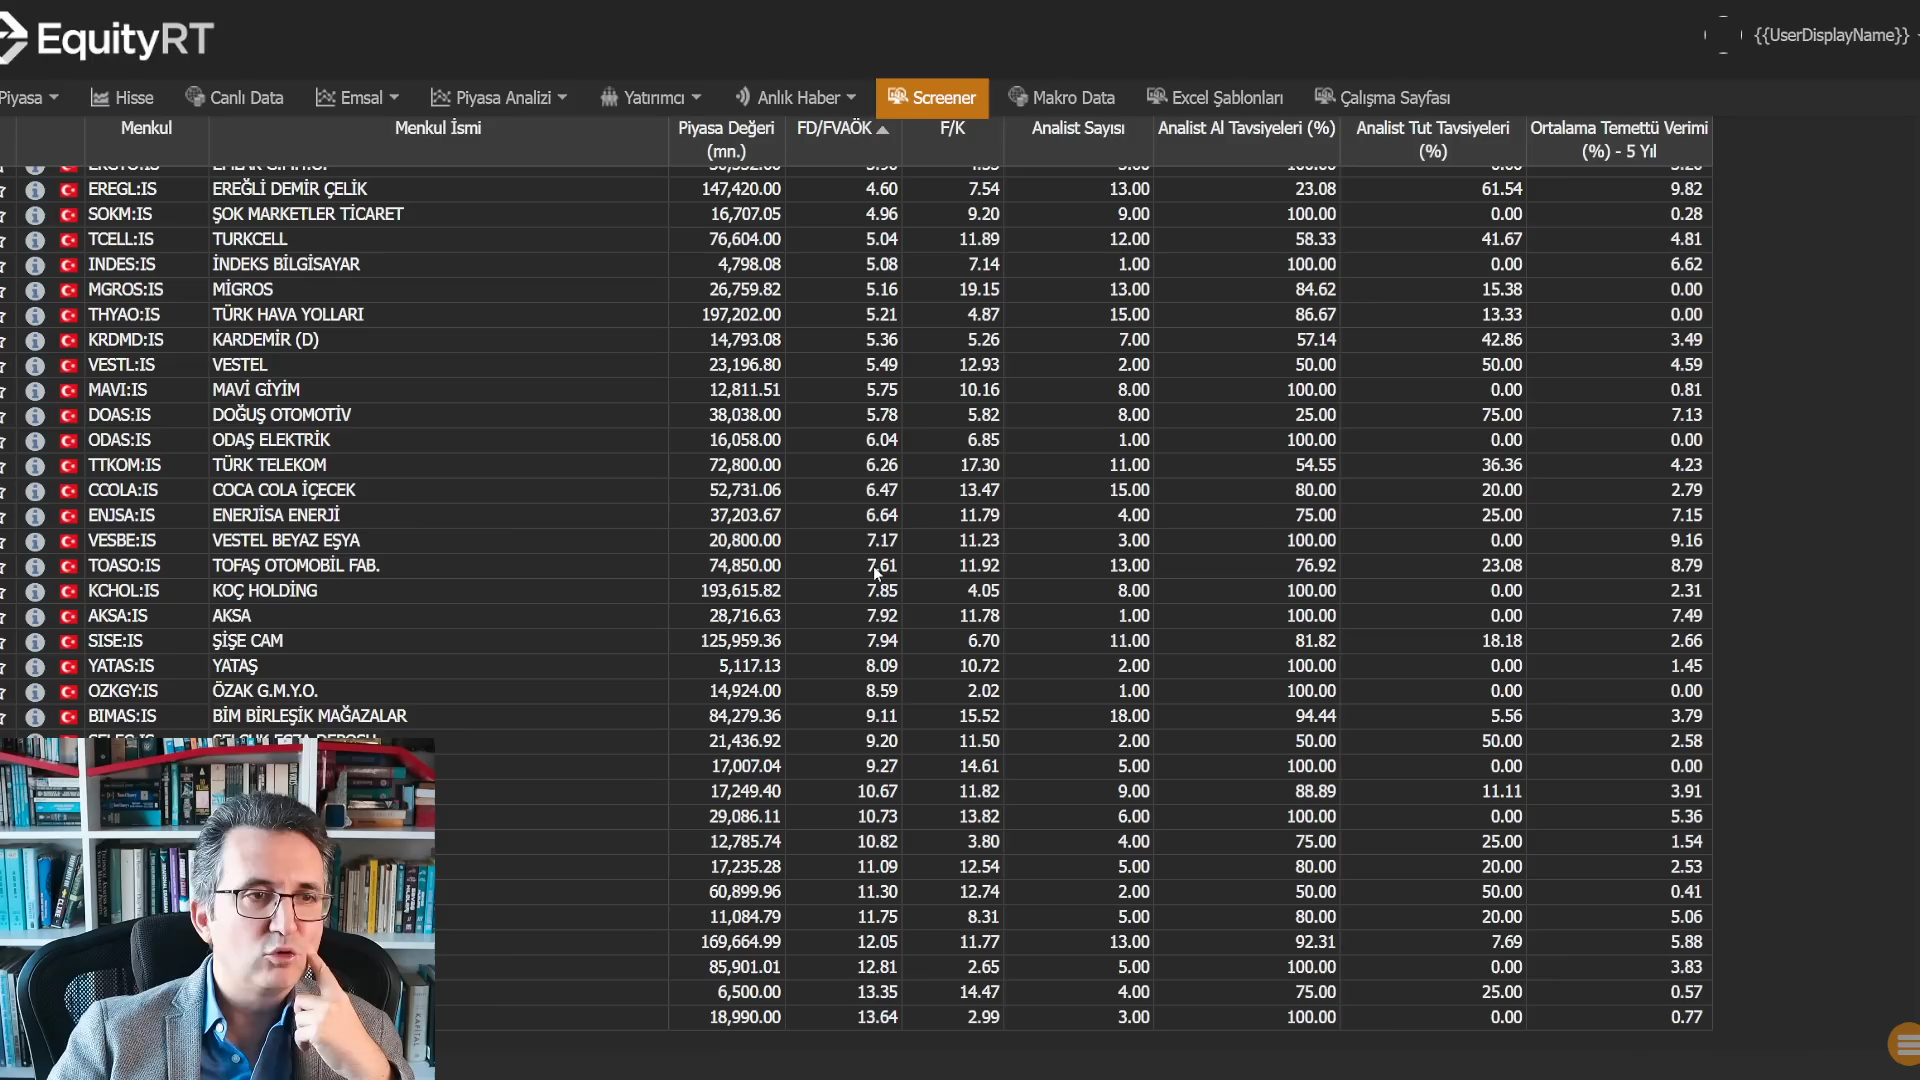 EquityRT
{{UserDisplayName}}
Piyasa Hisse Canlı Data Emsal Piyasa Analizi Yatırımcı Anlık Haber Screener Makro Data Excel Şablonları Çalışma Sayfası
Menkul Menkul İsmi Piyasa Değeri (mn.) FD/FVAÖK F/K Analist Sayısı Analist Al Tavsiyeleri (%) Analist Tut Tavsiyeleri (%) Ortalama Temettü Verimi (%) - 5 Yıl
EREGL:IS EREĞLİ DEMİR ÇELİK 147,420.00 4.60 7.54 13.00 23.08 61.54 9.82
SOKM:IS ŞOK MARKETLER TİCARET 16,707.05 4.96 9.20 9.00 100.00 0.00 0.28
TCELL:IS TURKCELL 76,604.00 5.04 11.89 12.00 58.33 41.67 4.81
INDES:IS İNDEKS BİLGİSAYAR 4,798.08 5.08 7.14 1.00 100.00 0.00 6.62
MGROS:IS MİGROS 26,759.82 5.16 19.15 13.00 84.62 15.38 0.00
THYAO:IS TÜRK HAVA YOLLARI 197,202.00 5.21 4.87 15.00 86.67 13.33 0.00
KRDMD:IS KARDEMİR (D) 14,793.08 5.36 5.26 7.00 57.14 42.86 3.49
VESTL:IS VESTEL 23,196.80 5.49 12.93 2.00 50.00 50.00 4.59
MAVI:IS MAVİ GİYİM 12,811.51 5.75 10.16 8.00 100.00 0.00 0.81
DOAS:IS DOĞUŞ OTOMOTİV 38,038.00 5.78 5.82 8.00 25.00 75.00 7.13
ODAS:IS ODAŞ ELEKTRİK 16,058.00 6.04 6.85 1.00 100.00 0.00 0.00
TTKOM:IS TÜRK TELEKOM 72,800.00 6.26 17.30 11.00 54.55 36.36 4.23
CCOLA:IS COCA COLA İÇECEK 52,731.06 6.47 13.47 15.00 80.00 20.00 2.79
ENJSA:IS ENERJİSA ENERJİ 37,203.67 6.64 11.79 4.00 75.00 25.00 7.15
VESBE:IS VESTEL BEYAZ EŞYA 20,800.00 7.17 11.23 3.00 100.00 0.00 9.16
TOASO:IS TOFAŞ OTOMOBİL FAB. 74,850.00 7.61 11.92 13.00 76.92 23.08 8.79
KCHOL:IS KOÇ HOLDİNG 193,615.82 7.85 4.05 8.00 100.00 0.00 2.31
AKSA:IS AKSA 28,716.63 7.92 11.78 1.00 100.00 0.00 7.49
SISE:IS ŞİŞE CAM 125,959.36 7.94 6.70 11.00 81.82 18.18 2.66
YATAS:IS YATAŞ 5,117.13 8.09 10.72 2.00 100.00 0.00 1.45
OZKGY:IS ÖZAK G.M.Y.O. 14,924.00 8.59 2.02 1.00 100.00 0.00 0.00
BIMAS:IS BİM BİRLEŞİK MAĞAZALAR 84,279.36 9.11 15.52 18.00 94.44 5.56 3.79
21,436.92 9.20 11.50 2.00 50.00 50.00 2.58
17,007.04 9.27 14.61 5.00 100.00 0.00 0.00
17,249.40 10.67 11.82 9.00 88.89 11.11 3.91
29,086.11 10.73 13.82 6.00 100.00 0.00 5.36
12,785.74 10.82 3.80 4.00 75.00 25.00 1.54
17,235.28 11.09 12.54 5.00 80.00 20.00 2.53
60,899.96 11.30 12.74 2.00 50.00 50.00 0.41
11,084.79 11.75 8.31 5.00 80.00 20.00 5.06
169,664.99 12.05 11.77 13.00 92.31 7.69 5.88
85,901.01 12.81 2.65 5.00 100.00 0.00 3.83
6,500.00 13.35 14.47 4.00 75.00 25.00 0.57
18,990.00 13.64 2.99 3.00 100.00 0.00 0.77